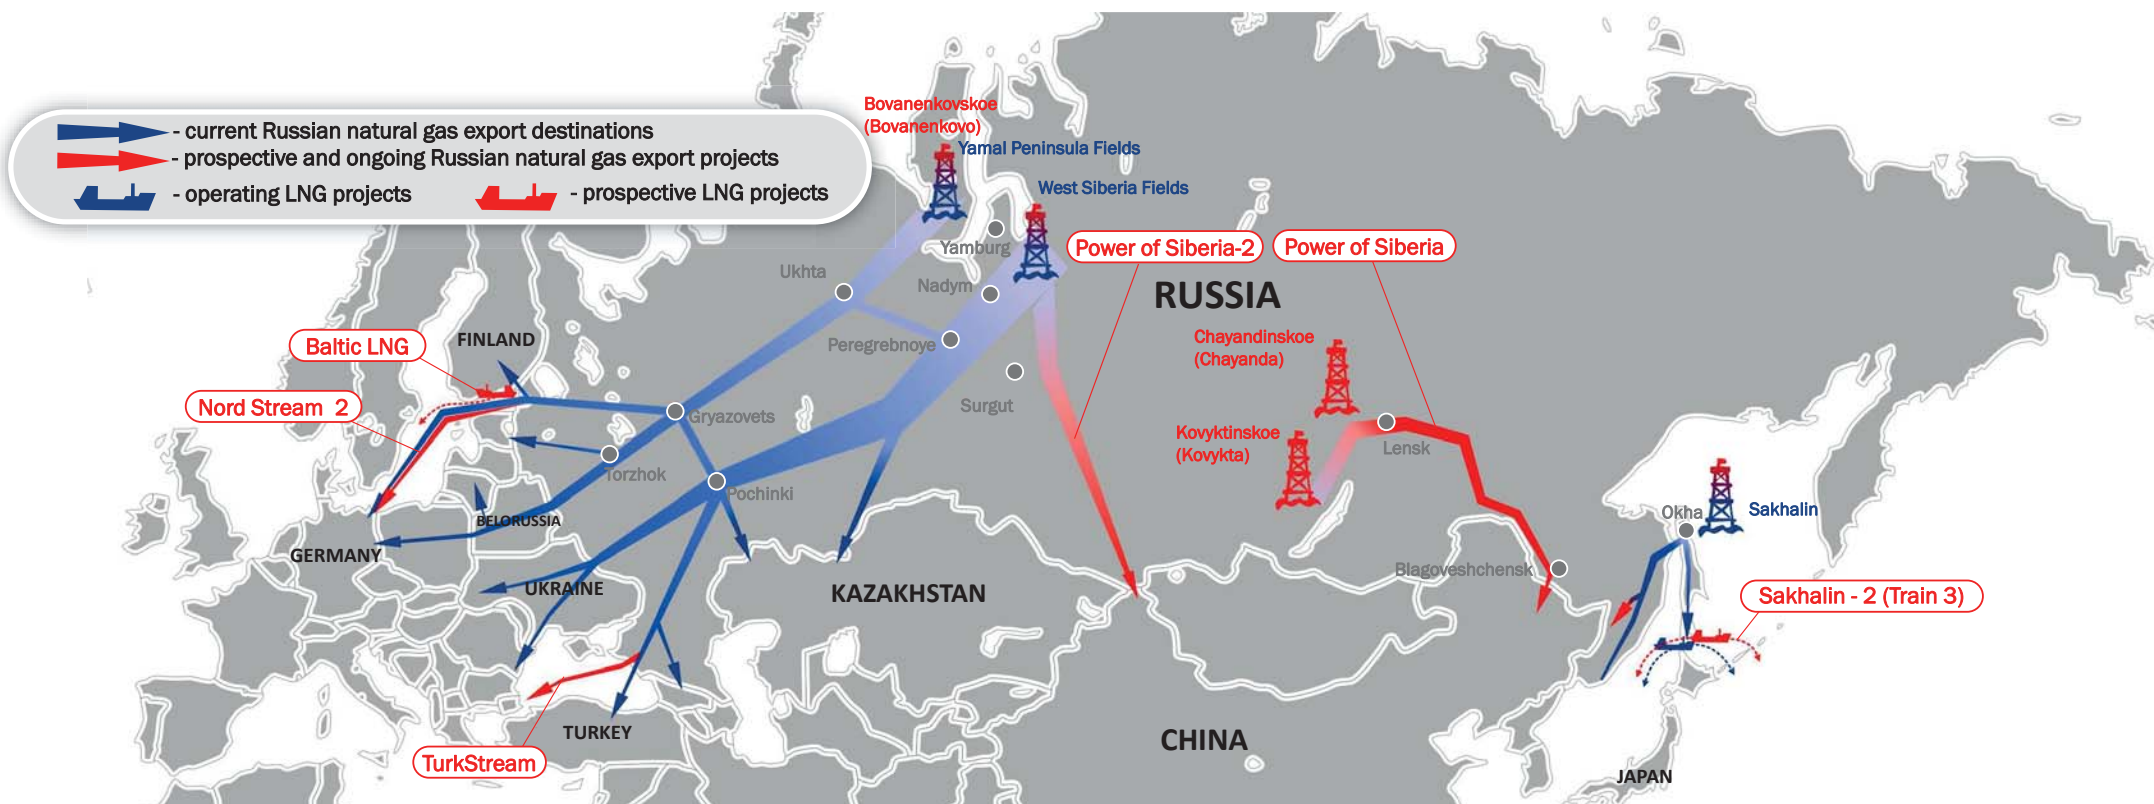 - current Russian natural gas export destinations
- prospective and ongoing Russian natural gas export projects
- operating LNG projects
- prospective LNG projects
Bovanenkovskoe
(Bovanenkovo)
Yamal Peninsula Fields
West Siberia Fields
Yamburg
Power of Siberia-2
Power of Siberia
Ukhta
Nadym
RUSSIA
Baltic LNG
FINLAND
Peregrebnoye
Chayandinskoe
(Chayanda)
Nord Stream 2
Gryazovets
Surgut
Kovyktinskoe
(Kovykta)
Lensk
Torzhok
Pochinki
BELORUSSIA
Okha
Sakhalin
GERMANY
Blagoveshchensk
UKRAINE
KAZAKHSTAN
Sakhalin - 2 (Train 3)
TURKEY
CHINA
TurkStream
JAPAN